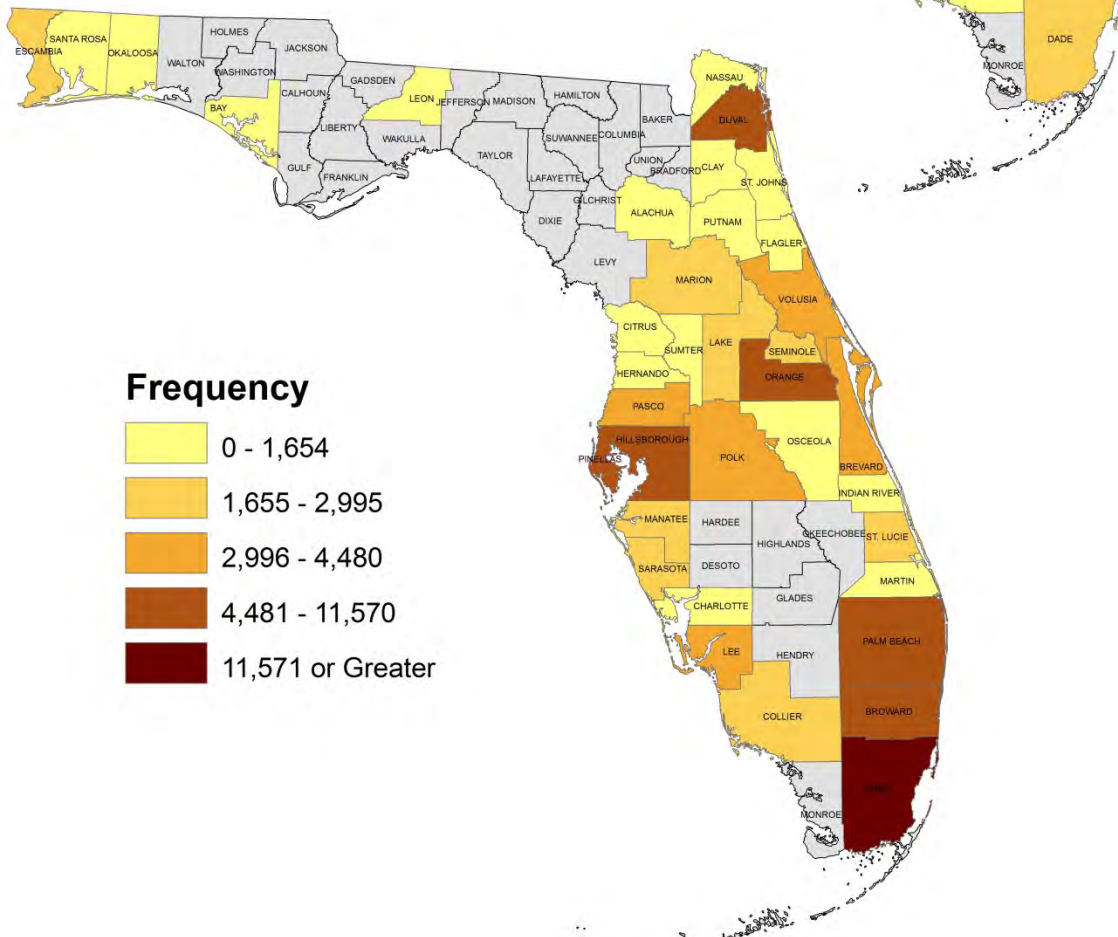 HOLMES
JACKSON
SANTA ROSA
ESCAMBIA
OKALOOSA
WALTON
WASHINGTON
GADSDEN
CALHOUN
BAY
LEON
JEFFERSON
MADISON
HAMILTON
LIBERTY
WAKULLA
GULF
FRANKLIN
TAYLOR
SUWANNEE
COLUMBIA
BAKER
NASSAU
DUVAL
LAFAYETTE
UNION
BRADFORD
CLAY
ST. JOHNS
DIXIE
GILCHRIST
ALACHUA
PUTNAM
FLAGLER
LEVY
MARION
VOLUSIA
CITRUS
SUMTER
LAKE
SEMINOLE
HERNANDO
ORANGE
PASCO
HILLSBOROUGH
PINELLAS
POLK
OSCEOLA
BREVARD
INDIAN RIVER
MANATEE
HARDEE
HIGHLANDS
OKEECHOBEE
ST. LUCIE
SARASOTA
DESOTO
MARTIN
CHARLOTTE
GLADES
PALM BEACH
LEE
HENDRY
COLLIER
BROWARD
MONROE
DADE
MONROE
Frequency
0 - 1,654
1,655 - 2,995
2,996 - 4,480
4,481 - 11,570
11,571 or Greater